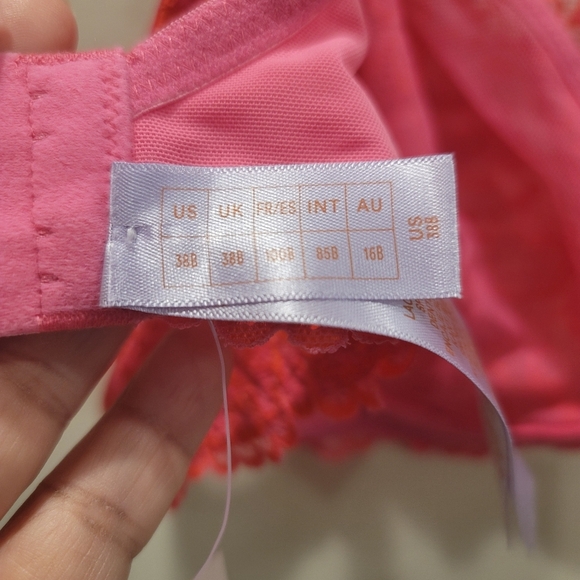 US UK FR/ES INT AU
38B 38B 100B 85B 16B
US 38B